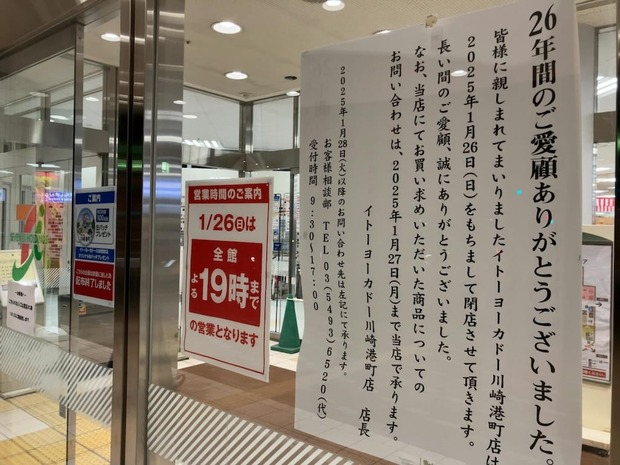 26年間のご愛顧ありがとうございました。
皆様に親しまれてまいりましたイトーヨーカドー川崎港町店は
2025年1月26日(日)をもちまして閉店させて頂きます。
長い間のご愛顧、誠にありがとうございました。
なお、当店にてお買い求めいただいた商品についての
お問い合わせは、2025年1月27日(月)まで当店で承ります。
イトーヨーカドー川崎港町店 店長
2025年1月28日(火)以降のお問い合わせ先は左記にて承ります。
お客様相談部 TEL 03(5493)6520(代)
受付時間 9:30〜17:00
営業時間のご案内
1/26日は
全館
よる19時まで
の営業となります
ご案内
配布終了しました